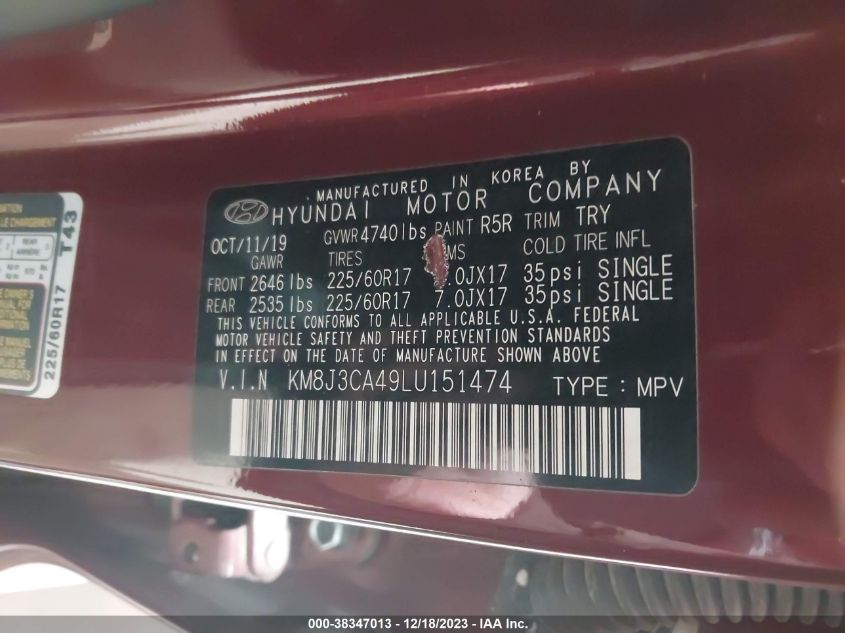 MANUFACTURED IN KOREA BY
HYUNDAI MOTOR COMPANY
OCT/11/19 GVWR 4740 lbs PAINT R5R TRIM TRY
GAWR TIRES COLD TIRE INFL
FRONT 2646 lbs 225/60R17 .0JX17 35psi SINGLE
REAR 2535 lbs 225/60R17 7.0JX17 35psi SINGLE
THIS VEHICLE CONFORMS TO ALL APPLICABLE U.S.A. FEDERAL
MOTOR VEHICLE SAFETY AND THEFT PREVENTION STANDARDS
IN EFFECT ON THE DATE OF MANUFACTURE SHOWN ABOVE
V.I.N KM8J3CA49LU151474 TYPE : MPV
T43
225/60R17
000-38347013 - 12/18/2023 - COPYRIGHT © 2023 IAA, INC.